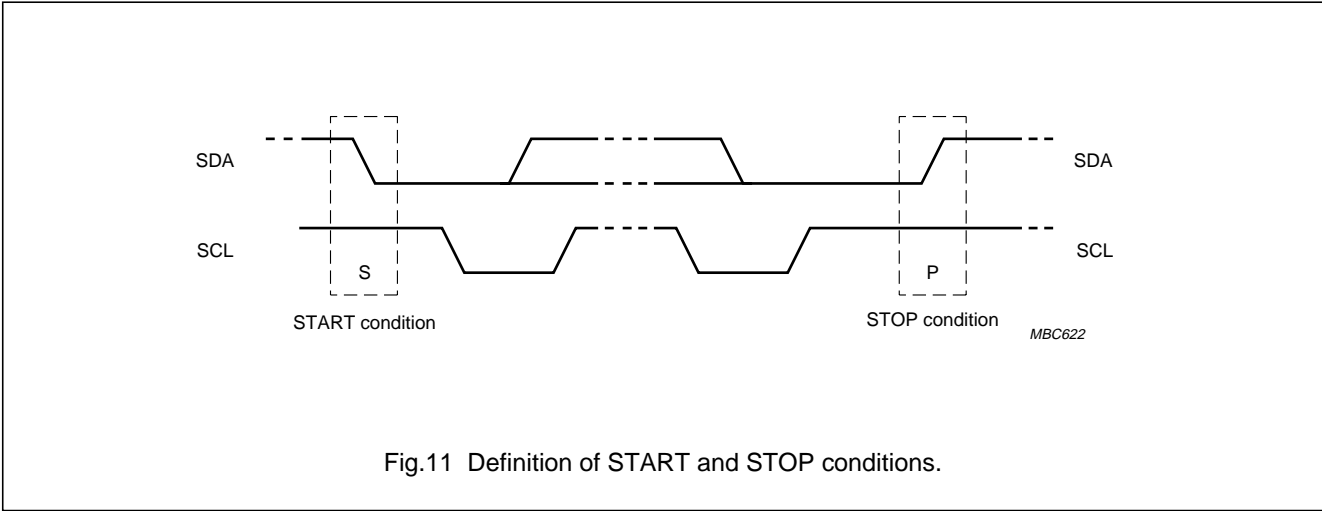 SDA
SDA
SCL
SCL
S
P
START condition
STOP condition
MBC622
Fig.11 Definition of START and STOP conditions.